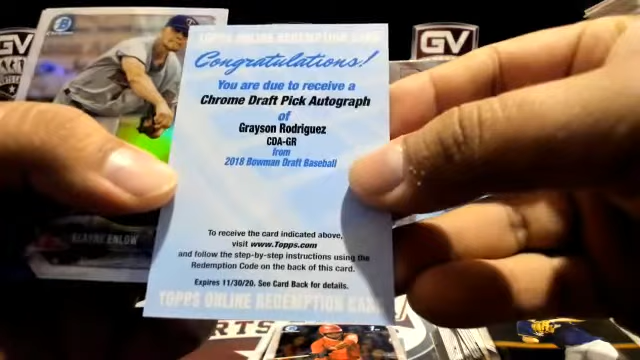 GV
GV
TOPPS ONLINE REDEMPTION CARD
Congratulations!
You are due to receive a
Chrome Draft Pick Autograph
of
Grayson Rodriguez
CDA-GR
from
2018 Bowman Draft Baseball
To receive the card indicated above,
visit www.Topps.com
and follow the step-by-step instructions using the
Redemption Code on the back of this card.
Expires 11/30/20. See Card Back for details.
TOPPS ONLINE REDEMPTION CARD
BLAYNE ENLOW